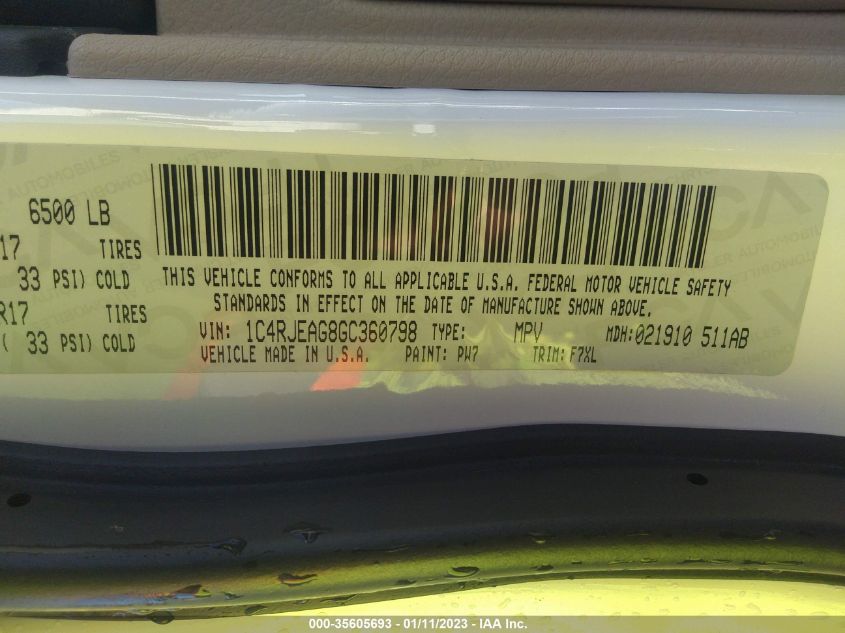 6500 LB
17 TIRES
33 PSI) COLD
R17 TIRES
( 33 PSI) COLD
THIS VEHICLE CONFORMS TO ALL APPLICABLE U.S.A. FEDERAL MOTOR VEHICLE SAFETY
STANDARDS IN EFFECT ON THE DATE OF MANUFACTURE SHOWN ABOVE.
VIN: 1C4RJEAG8GC360798 TYPE: MPV MDH:021910 511AB
VEHICLE MADE IN U.S.A. PAINT: PW7 TRIM: F7XL
000-35605693 - 01/11/2023 - IAA Inc.